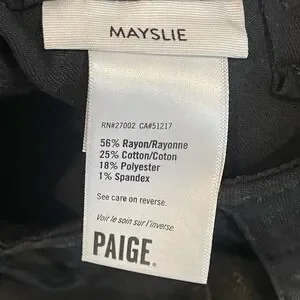 MAYSLIE
RN#27002 CA#51217
56% Rayon/Rayonne
25% Cotton/Coton
18% Polyester
1% Spandex
See care on reverse.
Voir le soin sur l'inverse.
PAIGE.